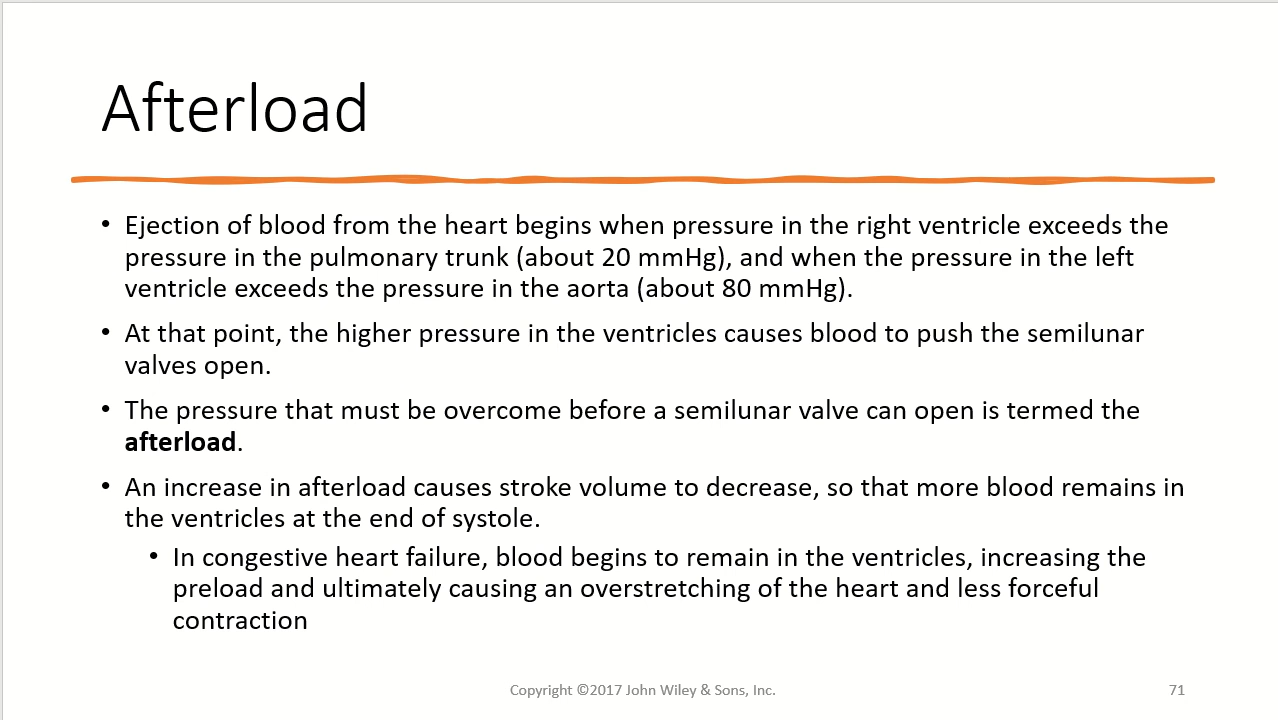 Afterload
• Ejection of blood from the heart begins when pressure in the right ventricle exceeds the
pressure in the pulmonary trunk (about 20 mmHg), and when the pressure in the left
ventricle exceeds the pressure in the aorta (about 80 mmHg).
• At that point, the higher pressure in the ventricles causes blood to push the semilunar
valves open.
• The pressure that must be overcome before a semilunar valve can open is termed the
afterload.
• An increase in afterload causes stroke volume to decrease, so that more blood remains in
the ventricles at the end of systole.
• In congestive heart failure, blood begins to remain in the ventricles, increasing the
preload and ultimately causing an overstretching of the heart and less forceful
contraction
Copyright ©2017 John Wiley & Sons, Inc.
71